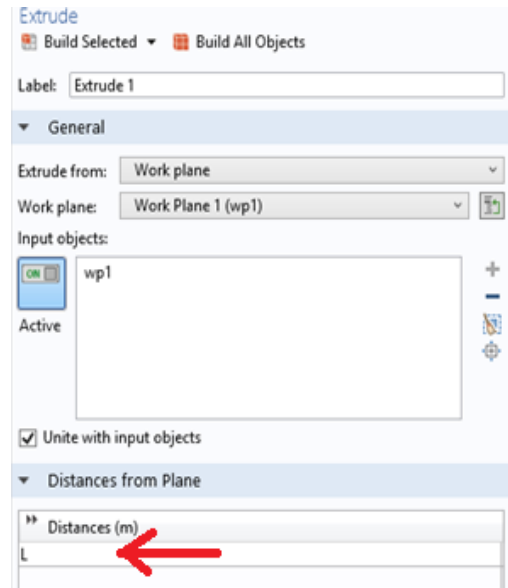 Extrude
Build Selected Build All Objects
Label: Extrude 1
General
Extrude from: Work plane
Work plane: Work Plane 1 (wp1)
Input objects:
ON wp1
Active
Unite with input objects
Distances from Plane
Distances (m)
L